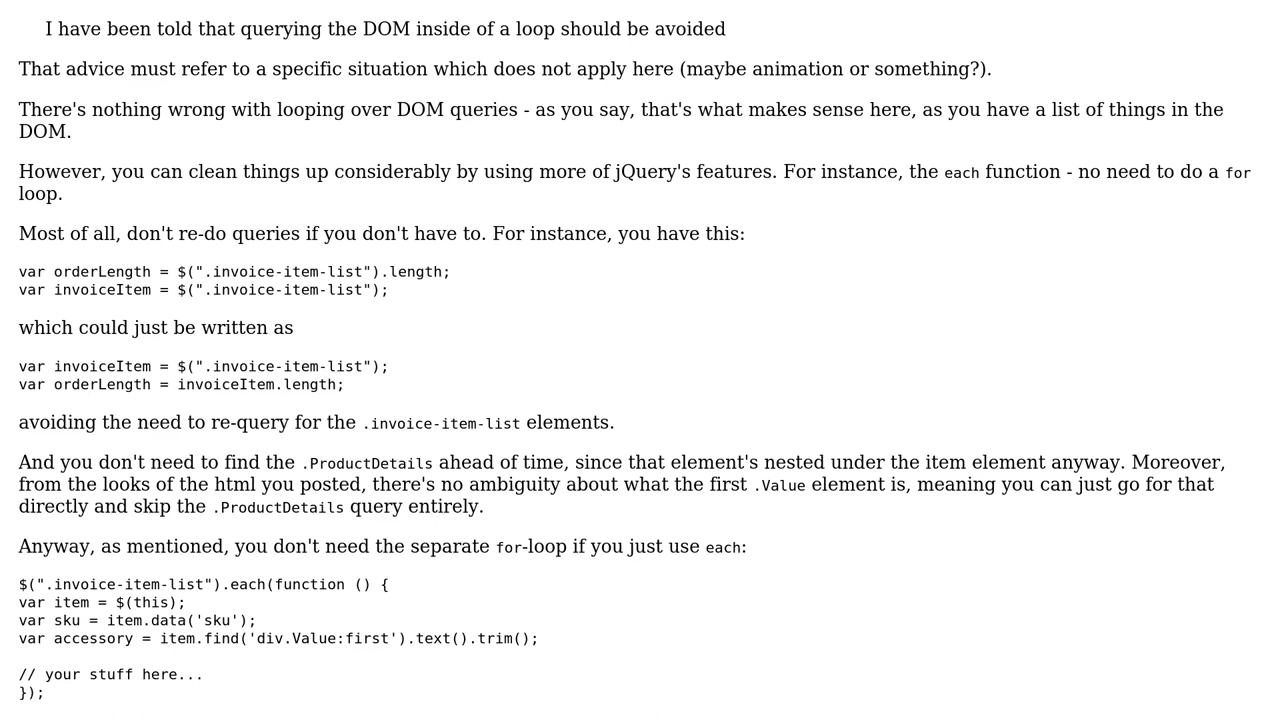 I have been told that querying the DOM inside of a loop should be avoided
That advice must refer to a specific situation which does not apply here (maybe animation or something?).
There's nothing wrong with looping over DOM queries - as you say, that's what makes sense here, as you have a list of things in the
DOM.
However, you can clean things up considerably by using more of jQuery's features. For instance, the each function - no need to do a for
loop.
Most of all, don't re-do queries if you don't have to. For instance, you have this:
var orderLength = $(".invoice-item-list").length;
var invoiceItem = $(".invoice-item-list");
which could just be written as
var invoiceItem = $(".invoice-item-list");
var orderLength = invoiceItem.length;
avoiding the need to re-query for the .invoice-item-list elements.
And you don't need to find the .ProductDetails ahead of time, since that element's nested under the item element anyway. Moreover,
from the looks of the html you posted, there's no ambiguity about what the first .Value element is, meaning you can just go for that
directly and skip the .ProductDetails query entirely.
Anyway, as mentioned, you don't need the separate for-loop if you just use each:
$(".invoice-item-list").each(function () {
var item = $(this);
var sku = item.data('sku');
var accessory = item.find('div.Value:first').text().trim();
// your stuff here...
});